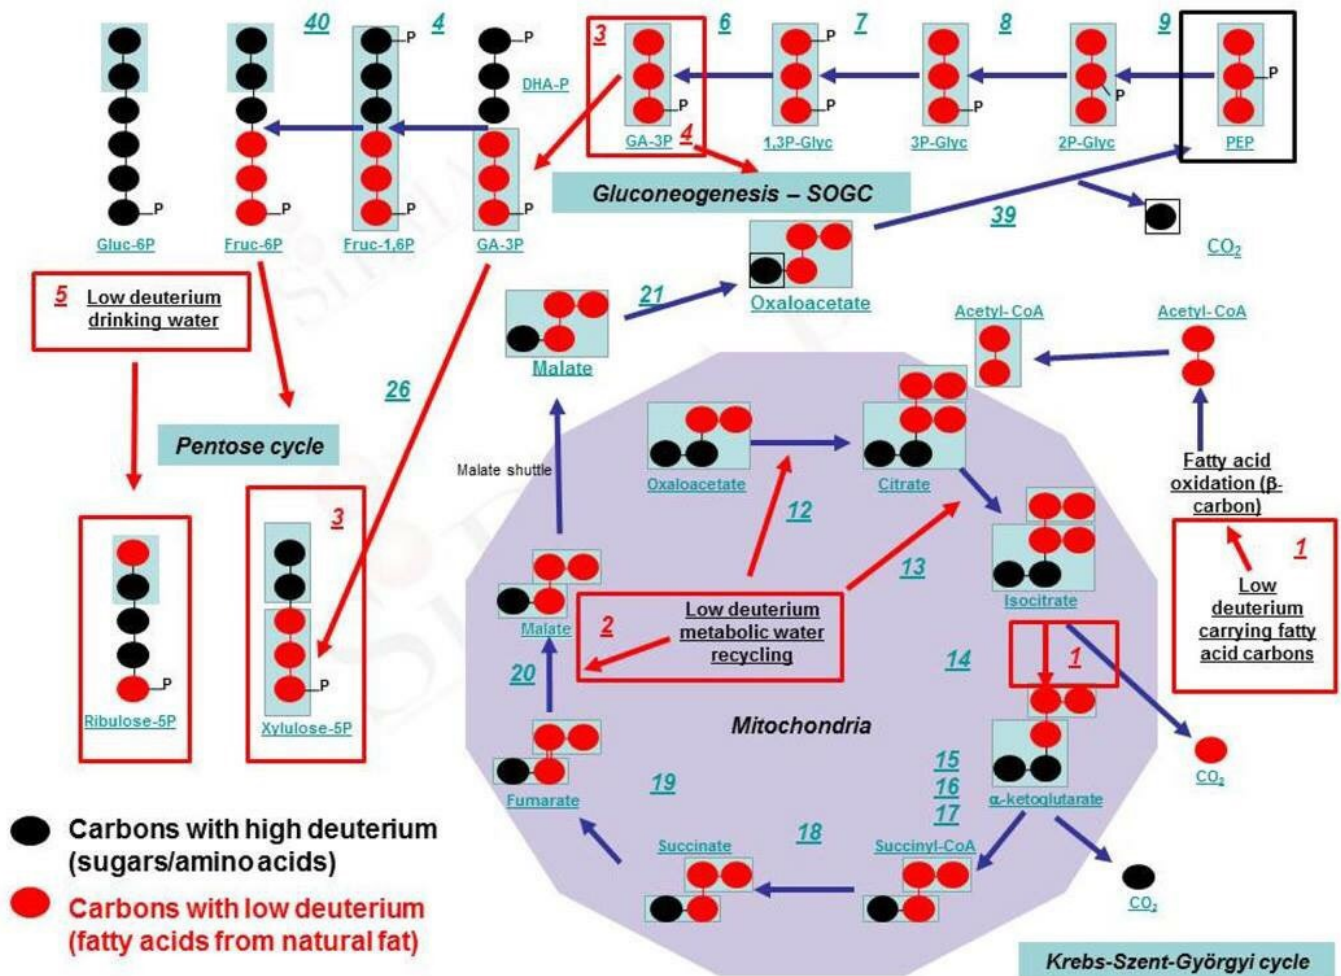 40
4
3
6
7
8
9
P
P
P
P
P
P
P
P
P
P
P
DHA-P
GA-3P
4
1,3P-Glyc
3P-Glyc
2P-Glyc
PEP
Gluc-6P
Fruc-6P
Fruc-1,6P
GA-3P
Gluconeogenesis – SOGC
39
CO2
5 Low deuterium
drinking water
21
Oxaloacetate
Malate
Acetyl-CoA
Acetyl-CoA
26
Pentose cycle
Malate shuttle
Oxaloacetate
Citrate
Fatty acid
oxidation (β-
carbon)
12
13
3
1
Low
deuterium
carrying fatty
acid carbons
Isocitrate
Malate
2
Low deuterium
metabolic water
recycling
14
1
20
P
P
Ribulose-5P
Xylulose-5P
Mitochondria
CO2
15
16
17
α-ketoglutarate
Fumarate
19
18
Succinate
Succinyl-CoA
CO2
Carbons with high deuterium
(sugars/amino acids)
Carbons with low deuterium
(fatty acids from natural fat)
Krebs-Szent-Györgyi cycle